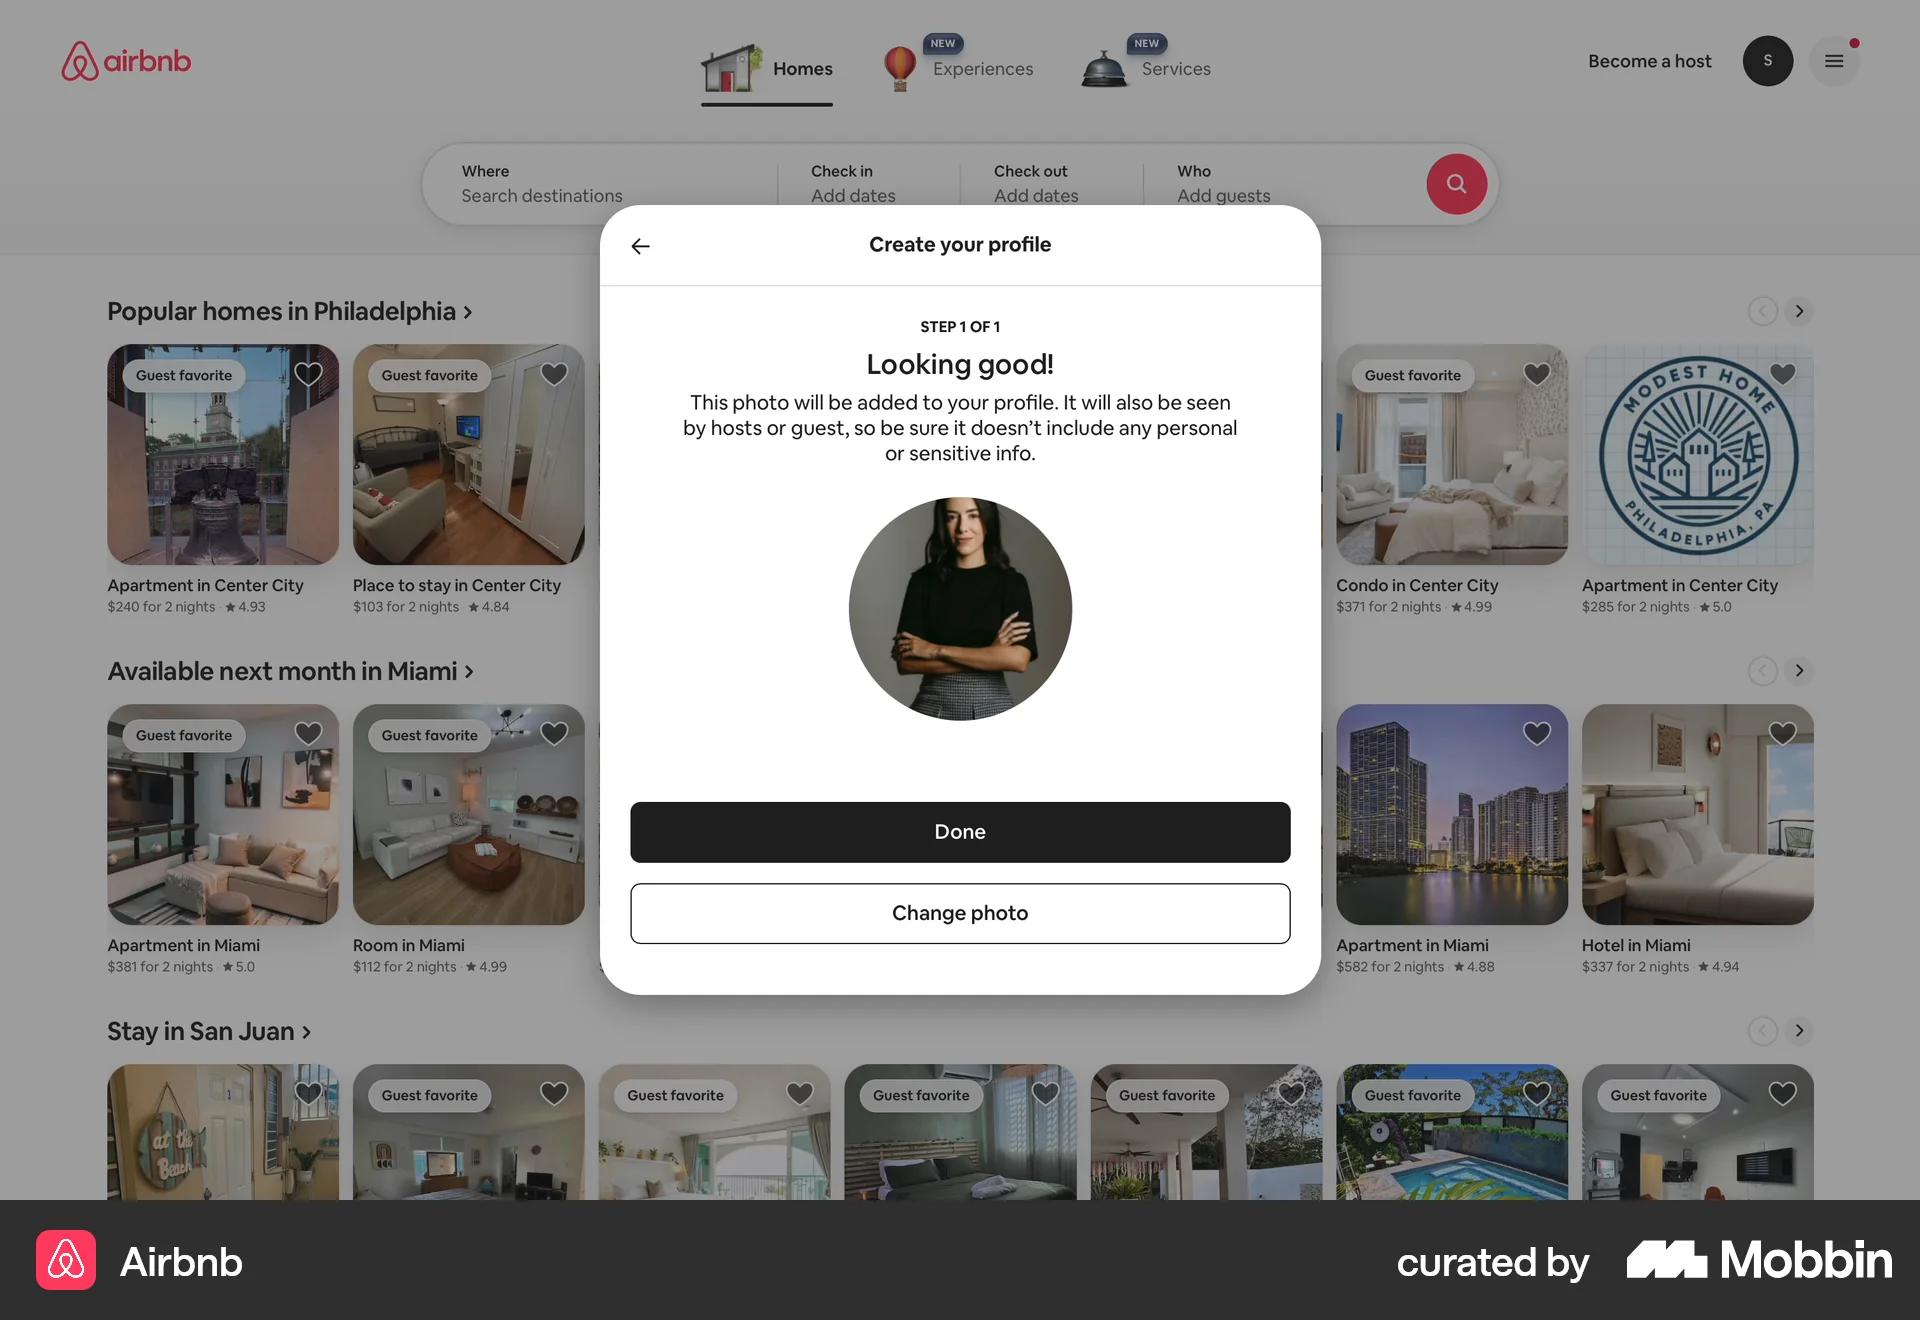 airbnb
Homes
NEW
Experiences
NEW
Services
Become a host
S
Where
Search destinations
Check in
Add dates
Check out
Add dates
Who
Add guests
Create your profile
STEP 1 OF 1
Looking good!
This photo will be added to your profile. It will also be seen
by hosts or guest, so be sure it doesn’t include any personal
or sensitive info.
Done
Change photo
Popular homes in Philadelphia
Guest favorite
Guest favorite
Guest favorite
MODEST HOME
PHILADELPHIA, PA
Apartment in Center City
$240 for 2 nights · ★ 4.93
Place to stay in Center City
$103 for 2 nights · ★ 4.84
Condo in Center City
$371 for 2 nights · ★ 4.99
Apartment in Center City
$285 for 2 nights · ★ 5.0
Available next month in Miami
Guest favorite
Guest favorite
Apartment in Miami
$381 for 2 nights · ★ 5.0
Room in Miami
$112 for 2 nights · ★ 4.99
Apartment in Miami
$582 for 2 nights · ★ 4.88
Hotel in Miami
$337 for 2 nights · ★ 4.94
Stay in San Juan
at the
Beach
Guest favorite
Guest favorite
Guest favorite
Guest favorite
Guest favorite
Guest favorite
Airbnb
curated by
Mobbin